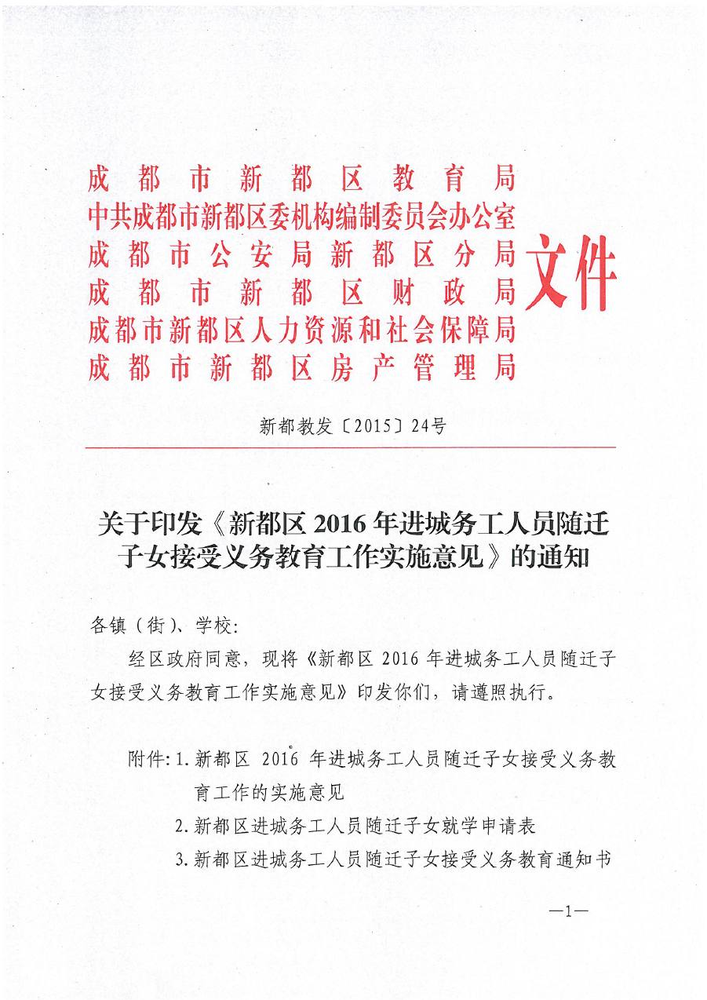 成都市新都区教育局
中共成都市新都区委机构编制委员会办公室
成都市公安局新都区分局
成都市新都区财政局
成都市新都区人力资源和社会保障局
成都市新都区房产管理局
文件
新都教发〔2015〕24号
关于印发《新都区 2016 年进城务工人员随迁
子女接受义务教育工作实施意见》的通知
各镇（街）、学校：
经区政府同意，现将《新都区 2016 年进城务工人员随迁子
女接受义务教育工作实施意见》印发你们，请遵照执行。
附件：1. 新都区 2016 年进城务工人员随迁子女接受义务教
育工作的实施意见
2. 新都区进城务工人员随迁子女就学申请表
3. 新都区进城务工人员随迁子女接受义务教育通知书
—1—